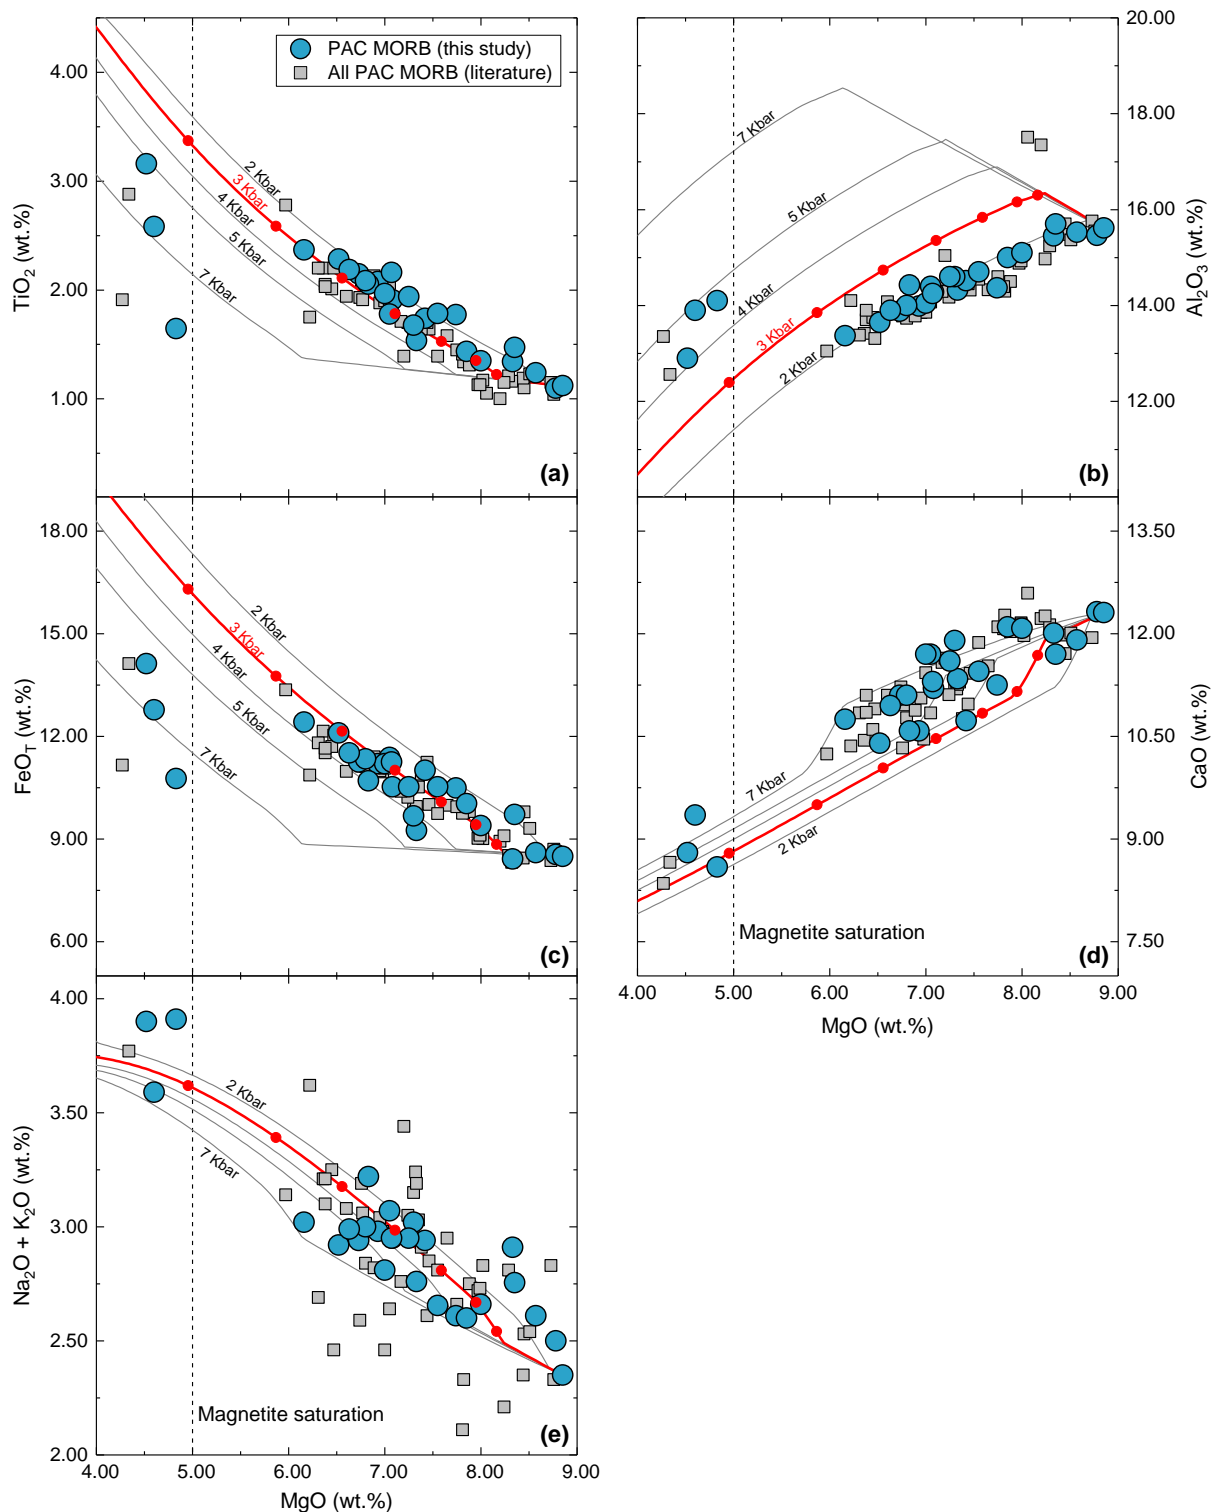 PAC MORB (this study)
All PAC MORB (literature)
4.00
3.00
2.00
1.00
TiO2 (wt.%)
2 Kbar
3 Kbar
4 Kbar
5 Kbar
7 Kbar
(a)
20.00
18.00
16.00
14.00
12.00
Al2O3 (wt.%)
7 Kbar
5 Kbar
4 Kbar
3 Kbar
2 Kbar
(b)
18.00
15.00
12.00
9.00
6.00
FeOT (wt.%)
2 Kbar
3 Kbar
4 Kbar
5 Kbar
7 Kbar
(c)
13.50
12.00
10.50
9.00
7.50
CaO (wt.%)
7 Kbar
2 Kbar
Magnetite saturation
(d)
4.00 5.00 6.00 7.00 8.00 9.00
MgO (wt.%)
4.00
3.50
3.00
2.50
2.00
Na2O + K2O (wt.%)
2 Kbar
7 Kbar
Magnetite saturation
(e)
4.00 5.00 6.00 7.00 8.00 9.00
MgO (wt.%)